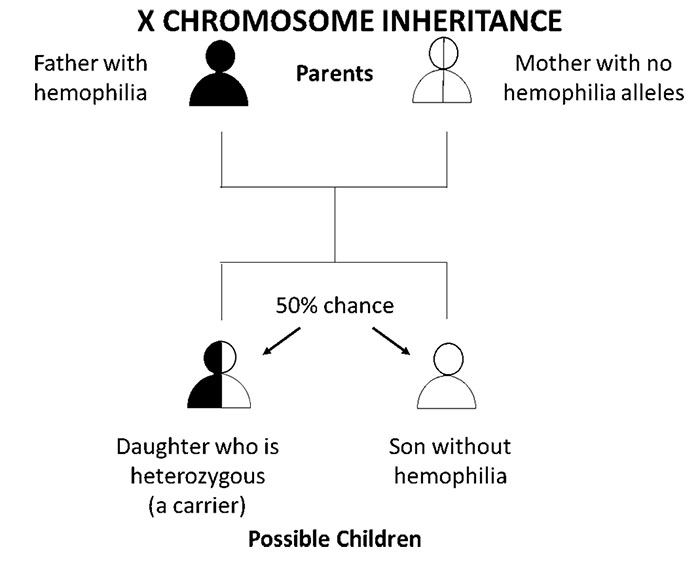 X CHROMOSOME INHERITANCE
Father with
hemophilia
Parents
Mother with no
hemophilia alleles
50% chance
Daughter who is
heterozygous
(a carrier)
Son without
hemophilia
Possible Children